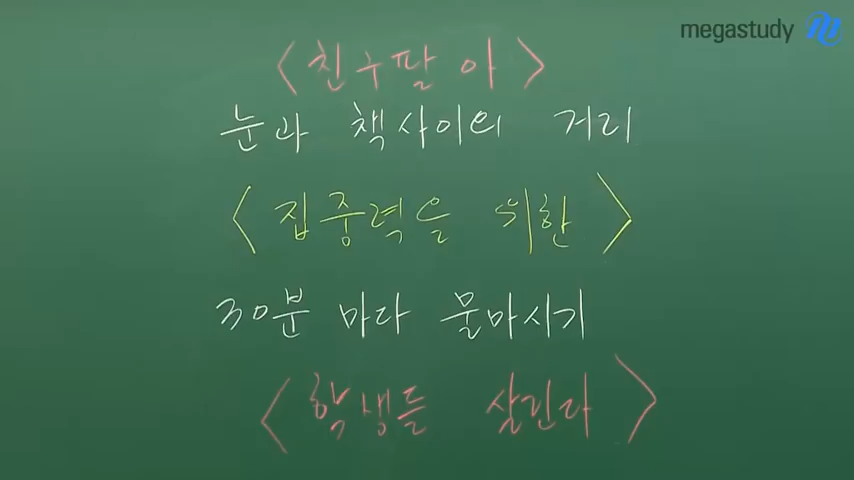 megastudy
<친구팔 아>
눈과 책사이의 거리
<집중력을 위한>
30분 마다 물마시기
<학생들 살린다>